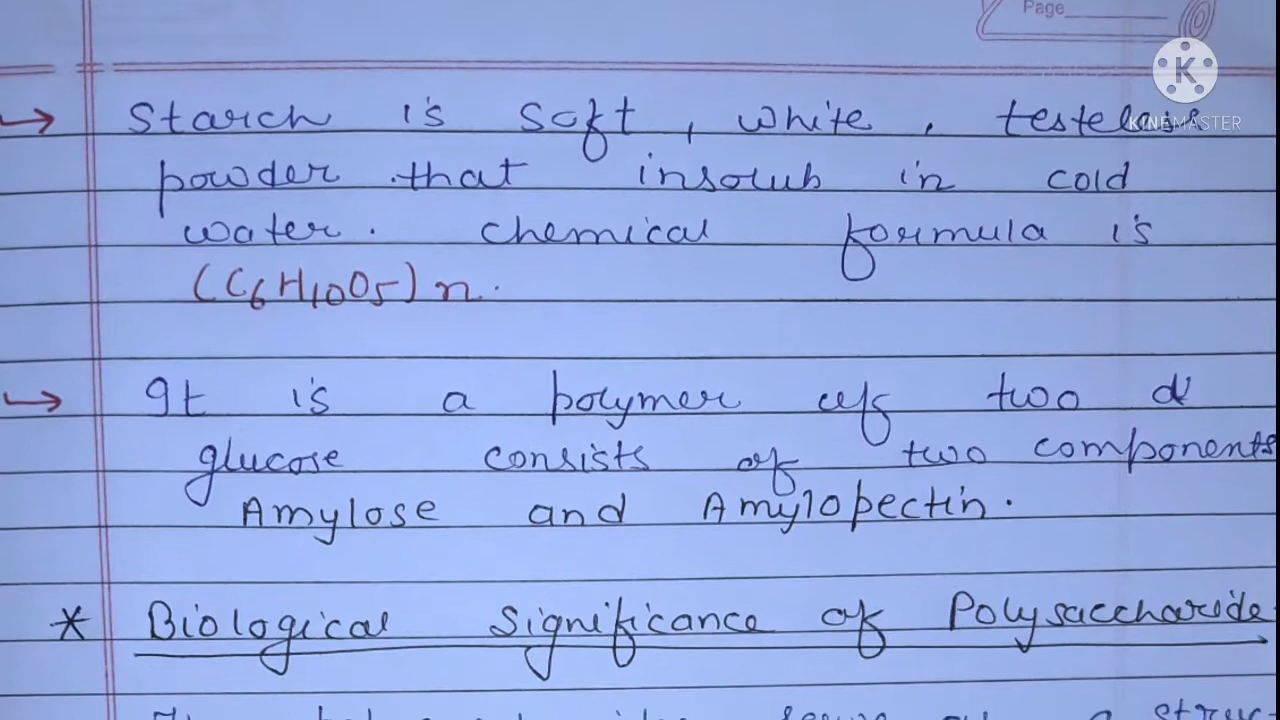 Page
K
KINEMASTER
→ Starch is soft, white, testeless
powder that insolub in cold
water. chemical formula is
(C6H10O5)n.
→ It is a polymer of two d
glucose consists of two components
Amylose and Amylopectin.
* Biological Significance of Polysaccharide